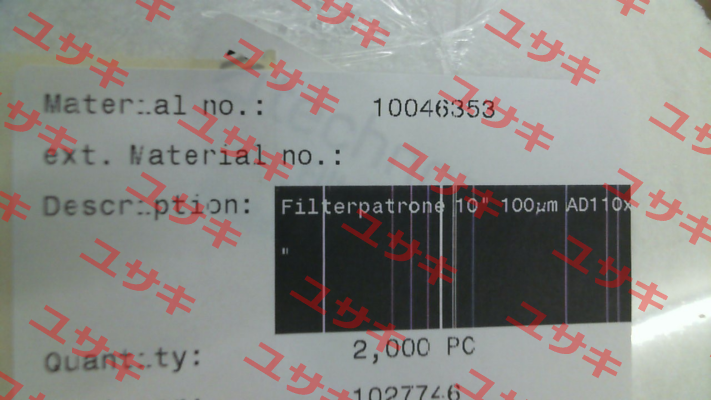 Material no.: 10046353
ext. Material no.:
Description: Filterpatrone 10" 100µm AD110x
"
Quantity: 2,000 PC
1027746
ユサキ